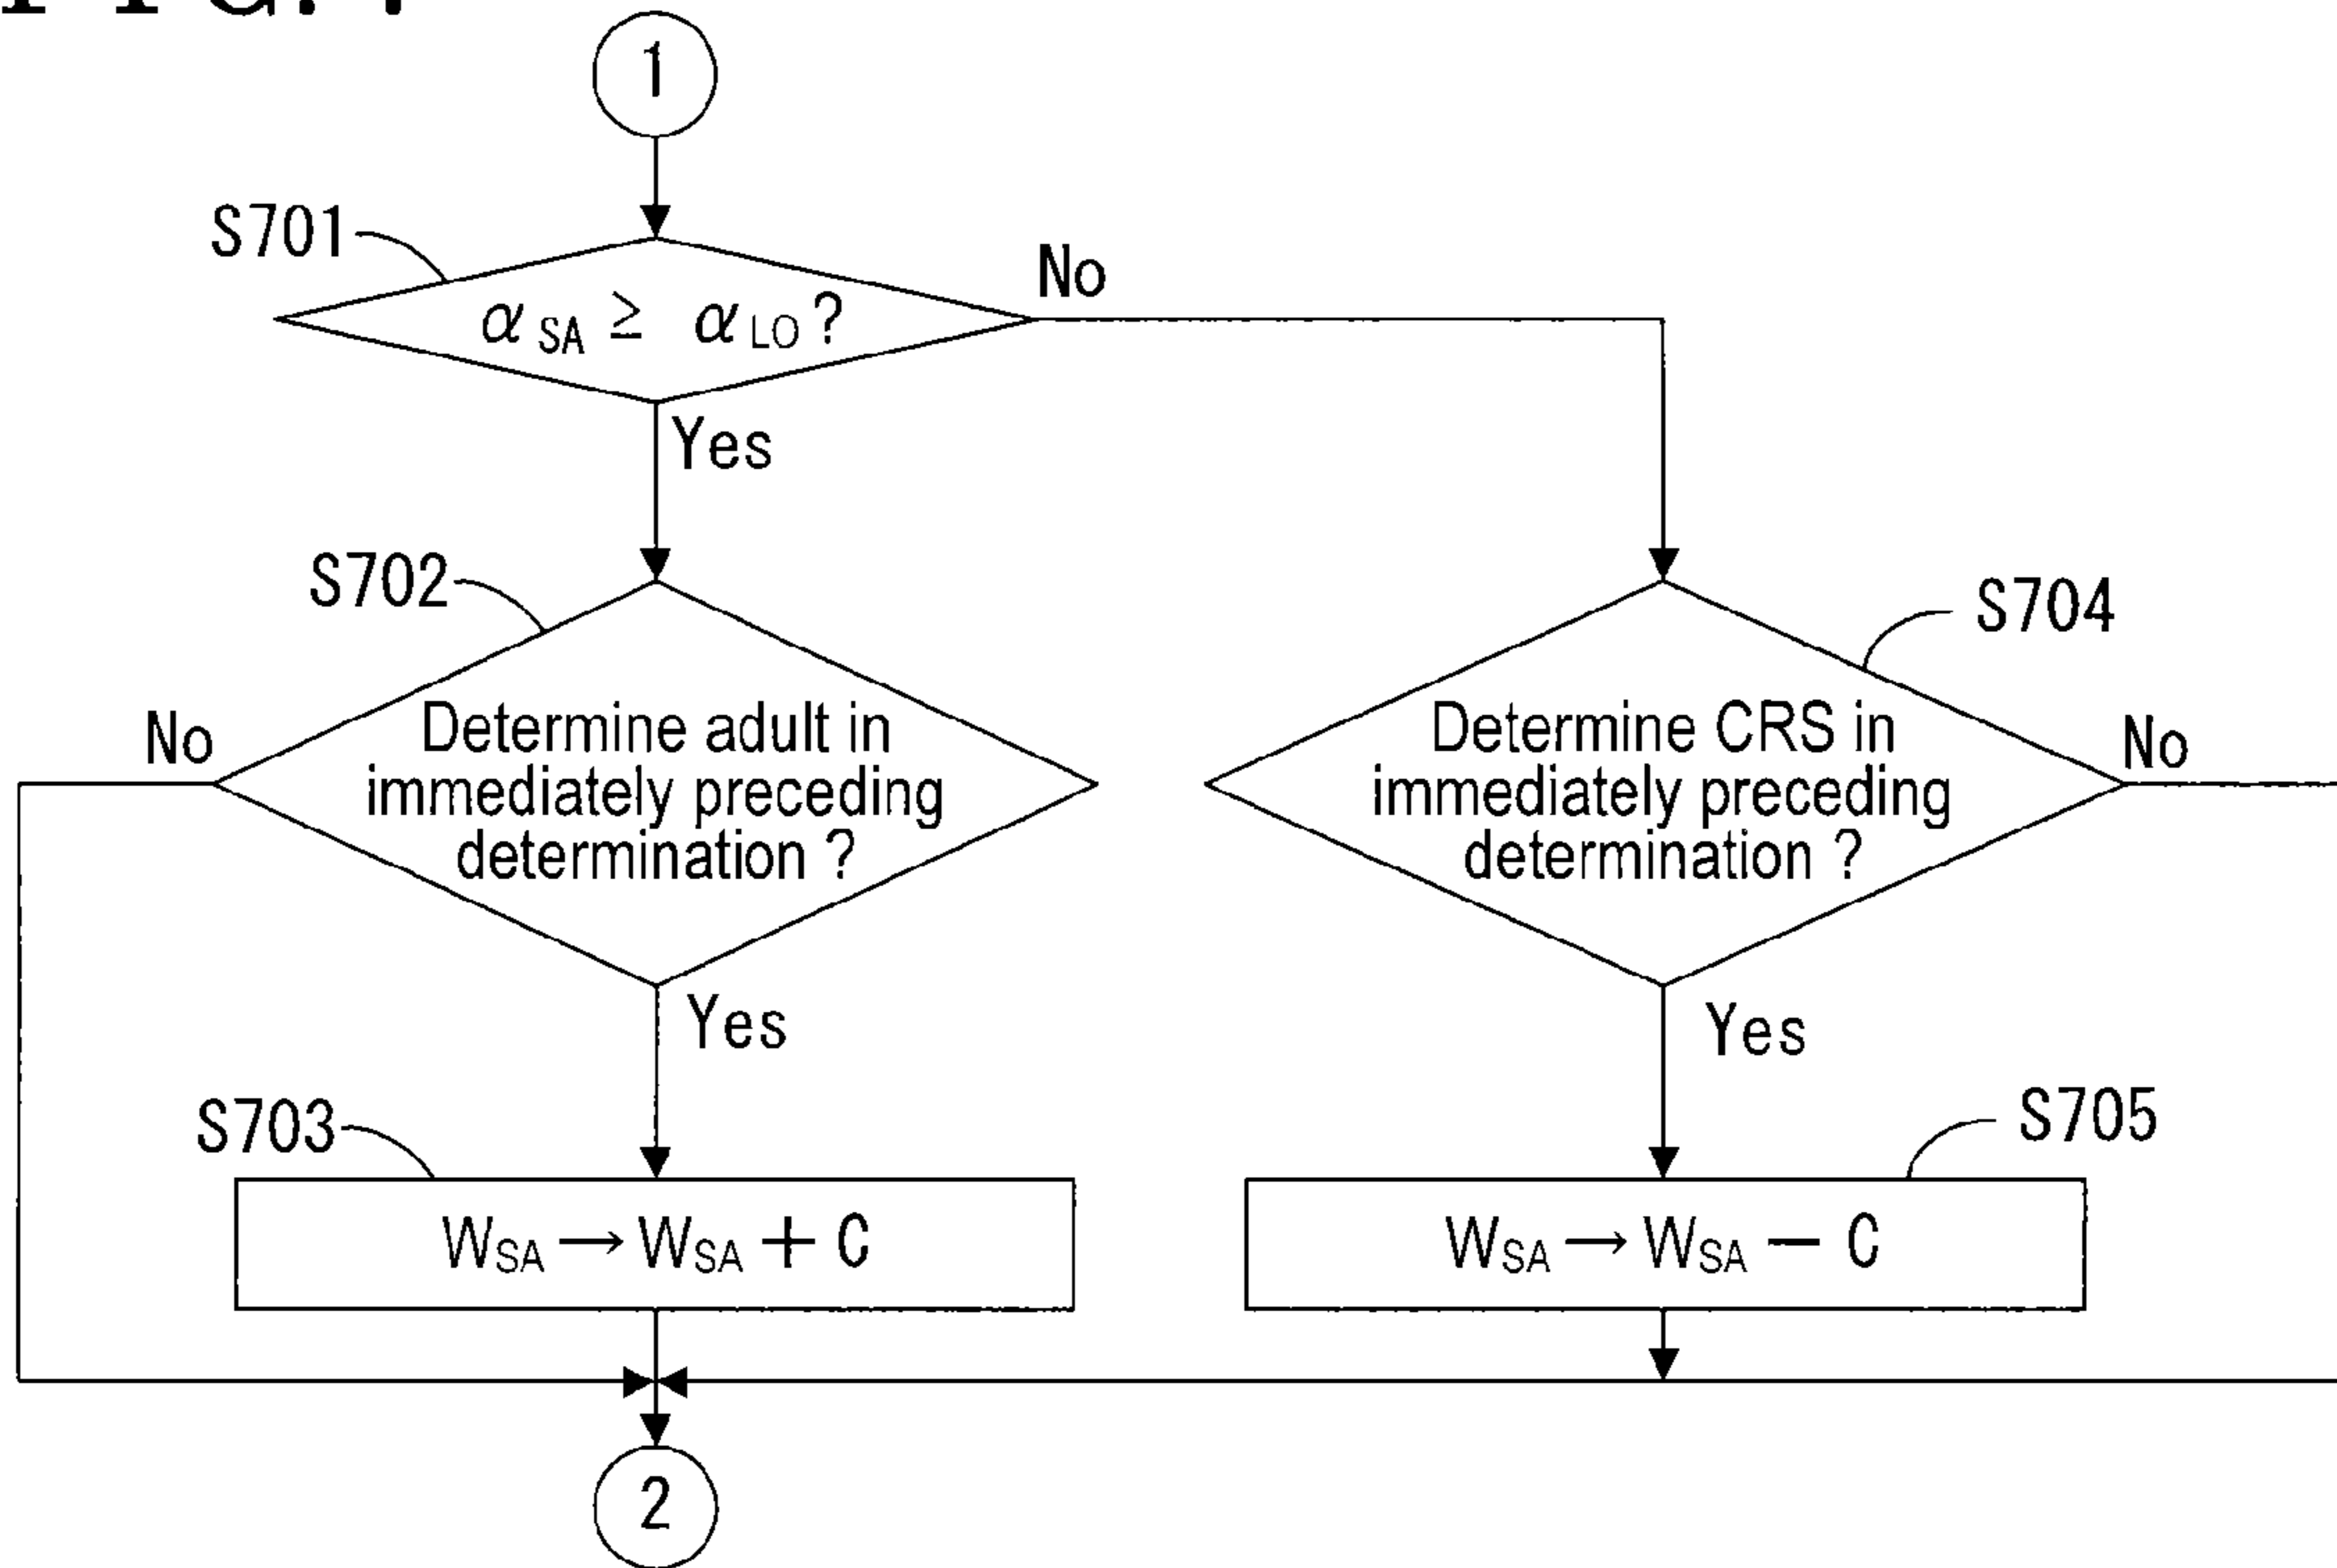 1
S701
α SA ≥ α LO ?
No
Yes
S702
Determine adult in
immediately preceding
determination ?
No
Yes
S704
Determine CRS in
immediately preceding
determination ?
No
Yes
S703
WSA → WSA + C
S705
WSA → WSA − C
2